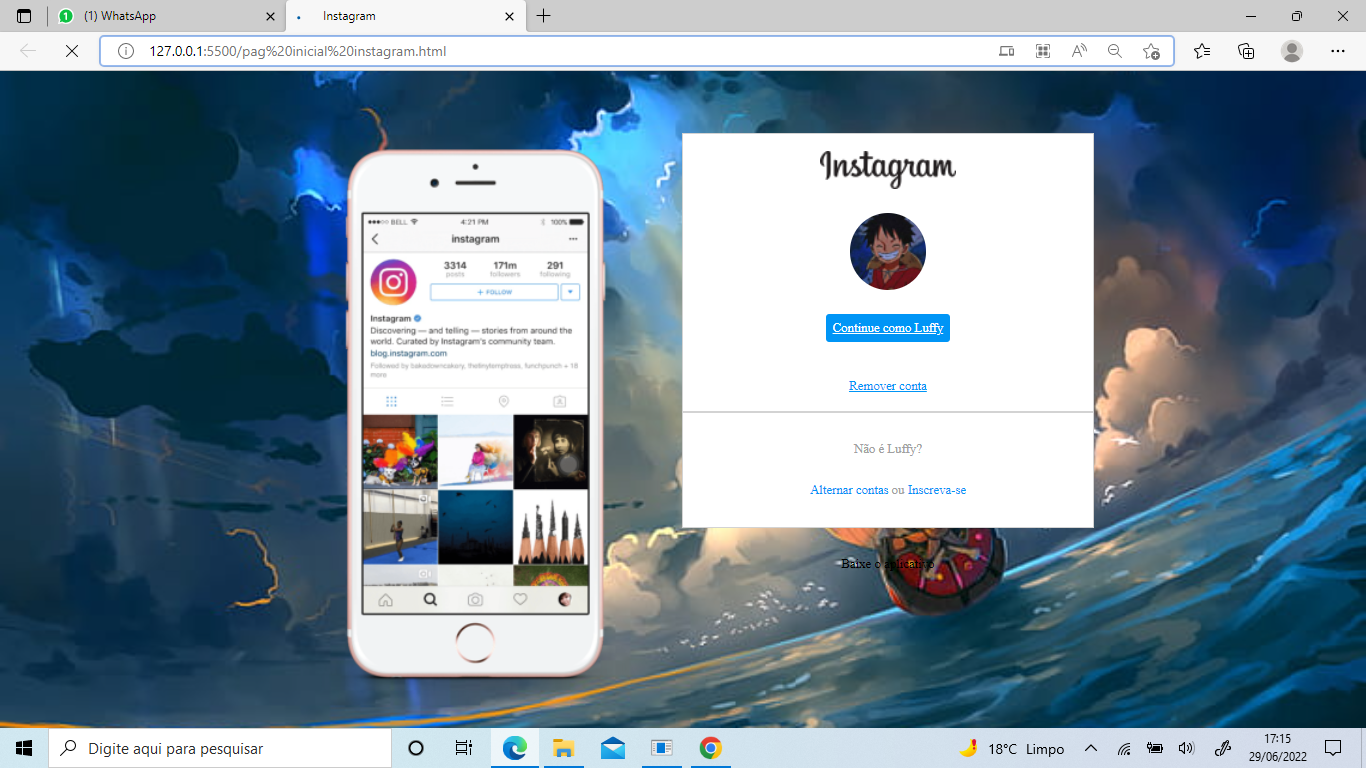 1 (1) WhatsApp
Instagram
127.0.0.1:5500/pag%20inicial%20instagram.html
Instagram
BELL 4:21 PM 100%
instagram
3314 171m 291
posts followers following
+ FOLLOW
Instagram
Discovering — and telling — stories from around the
world. Curated by Instagram's community team.
blog.instagram.com
Followed by bakedowncakery, thetinytemptress, funchpunch + 18
more
Continue como Luffy
Remover conta
Não é Luffy?
Alternar contas ou Inscreva-se
Baixe o aplicativo
Digite aqui para pesquisar
18°C Limpo
17:15
29/06/2022